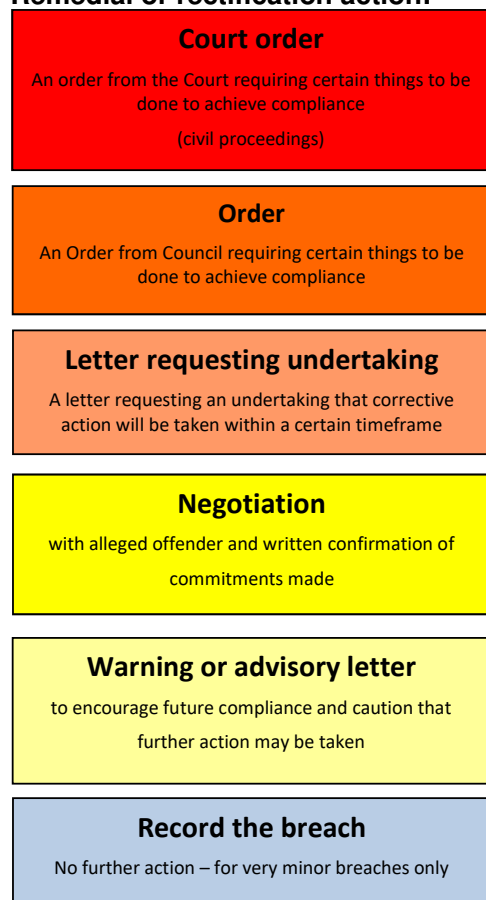 Remedial or rectification action:
Court order
An order from the Court requiring certain things to be
done to achieve compliance
(civil proceedings)
Order
An Order from Council requiring certain things to be
done to achieve compliance
Letter requesting undertaking
A letter requesting an undertaking that corrective
action will be taken within a certain timeframe
Negotiation
with alleged offender and written confirmation of
commitments made
Warning or advisory letter
to encourage future compliance and caution that
further action may be taken
Record the breach
No further action – for very minor breaches only